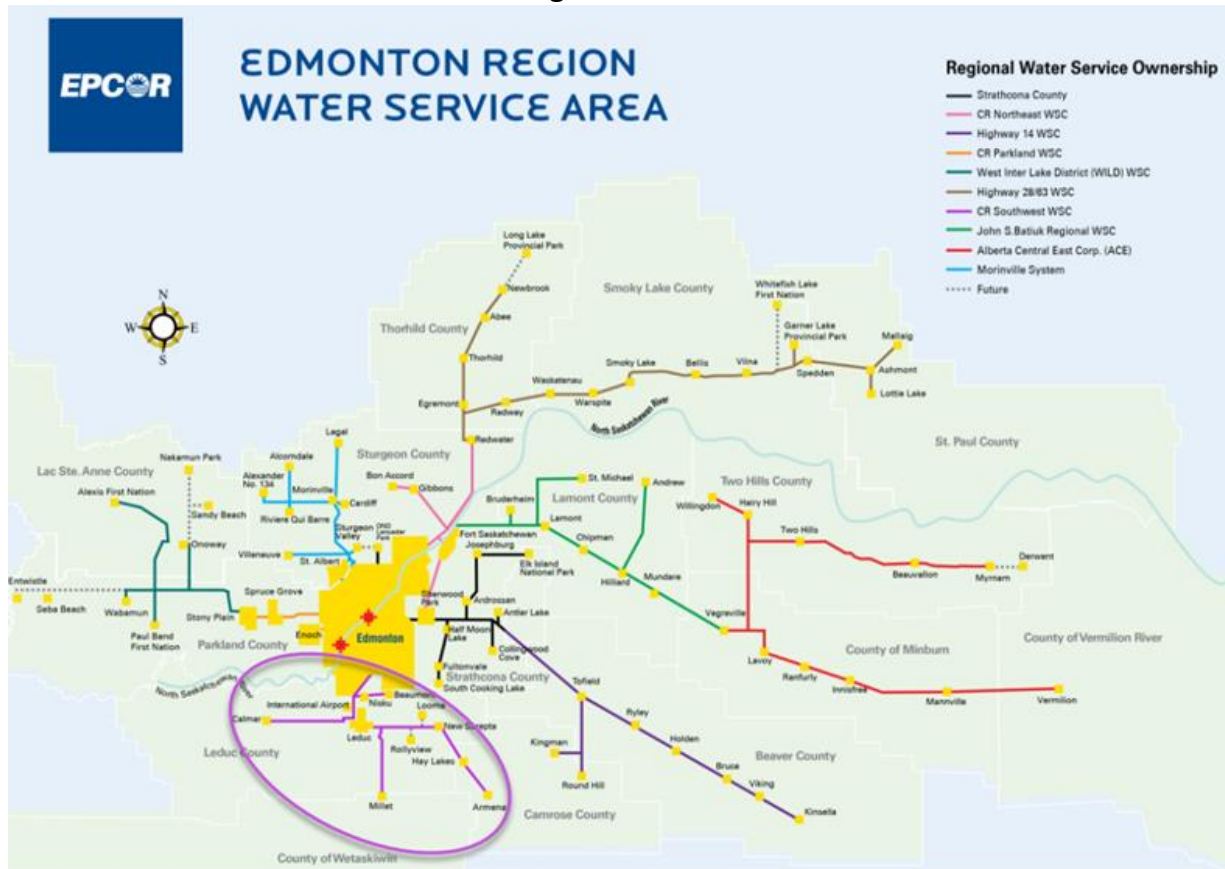 EPCOR
EDMONTON REGION
WATER SERVICE AREA
Regional Water Service Ownership
Strathcona County
CR Northeast WSC
Highway 14 WSC
CR Parkland WSC
West Inter Lake District (WILD) WSC
Highway 28/63 WSC
CR Southwest WSC
John S.Batiuk Regional WSC
Alberta Central East Corp. (ACE)
Morinville System
Future
N
W
E
S
Long Lake
Provincial Park
Newbrook
Abee
Thorhild County
Thorhild
Egremont
Smoky Lake County
Whitefish Lake
First Nation
Garner Lake
Provincial Park
Mallaig
Smoky Lake
Bellis
Vilna
Spedden
Ashmont
Lottie Lake
Waskatenau
Warspite
Redway
Redwater
North Saskatchewan River
St. Paul County
Legal
Sturgeon County
Nakamun Park
Alcomdale
Lac Ste. Anne County
Alexander
No. 134
Morinville
Bon Accord
Gibbons
Alexis First Nation
Cardiff
Sandy Beach
Riviere Qui Barre
Sturgeon
Valley
Lancaster
Park
Onoway
Villeneuve
St. Albert
St. Michael
Andrew
Bruderheim
Lamont County
Two Hills County
Willingdon
Hairy Hill
Lamont
Two Hills
Fort Saskatchewan
Josephburg
Chipman
Elk Island
National Park
Hilliard
Mundare
Beauvallon
Myrnam
Derwent
Entwistle
Seba Beach
Wabamun
Spruce Grove
Stony Plain
Sherwood
Park
Ardrossan
Antler Lake
Vegreville
Paul Band
First Nation
Enoch
Edmonton
Half Moon
Lake
Collingwood
Cove
Parkland County
Lavoy
County of Minburn
County of Vermilion River
Fultonvale
Strathcona County
South Cooking Lake
Ranfurly
Innisfree
Mannville
Vermilion
North Saskatchewan River
International Airport
Nisku
Beaumont
Looma
Tofield
Calmar
Leduc
New Sarepta
Ryley
Leduc County
Rollyview
Hay Lakes
Kingman
Holden
Beaver County
Round Hill
Bruce
Viking
Millet
Armena
Camrose County
Kinsella
County of Wetaskiwin